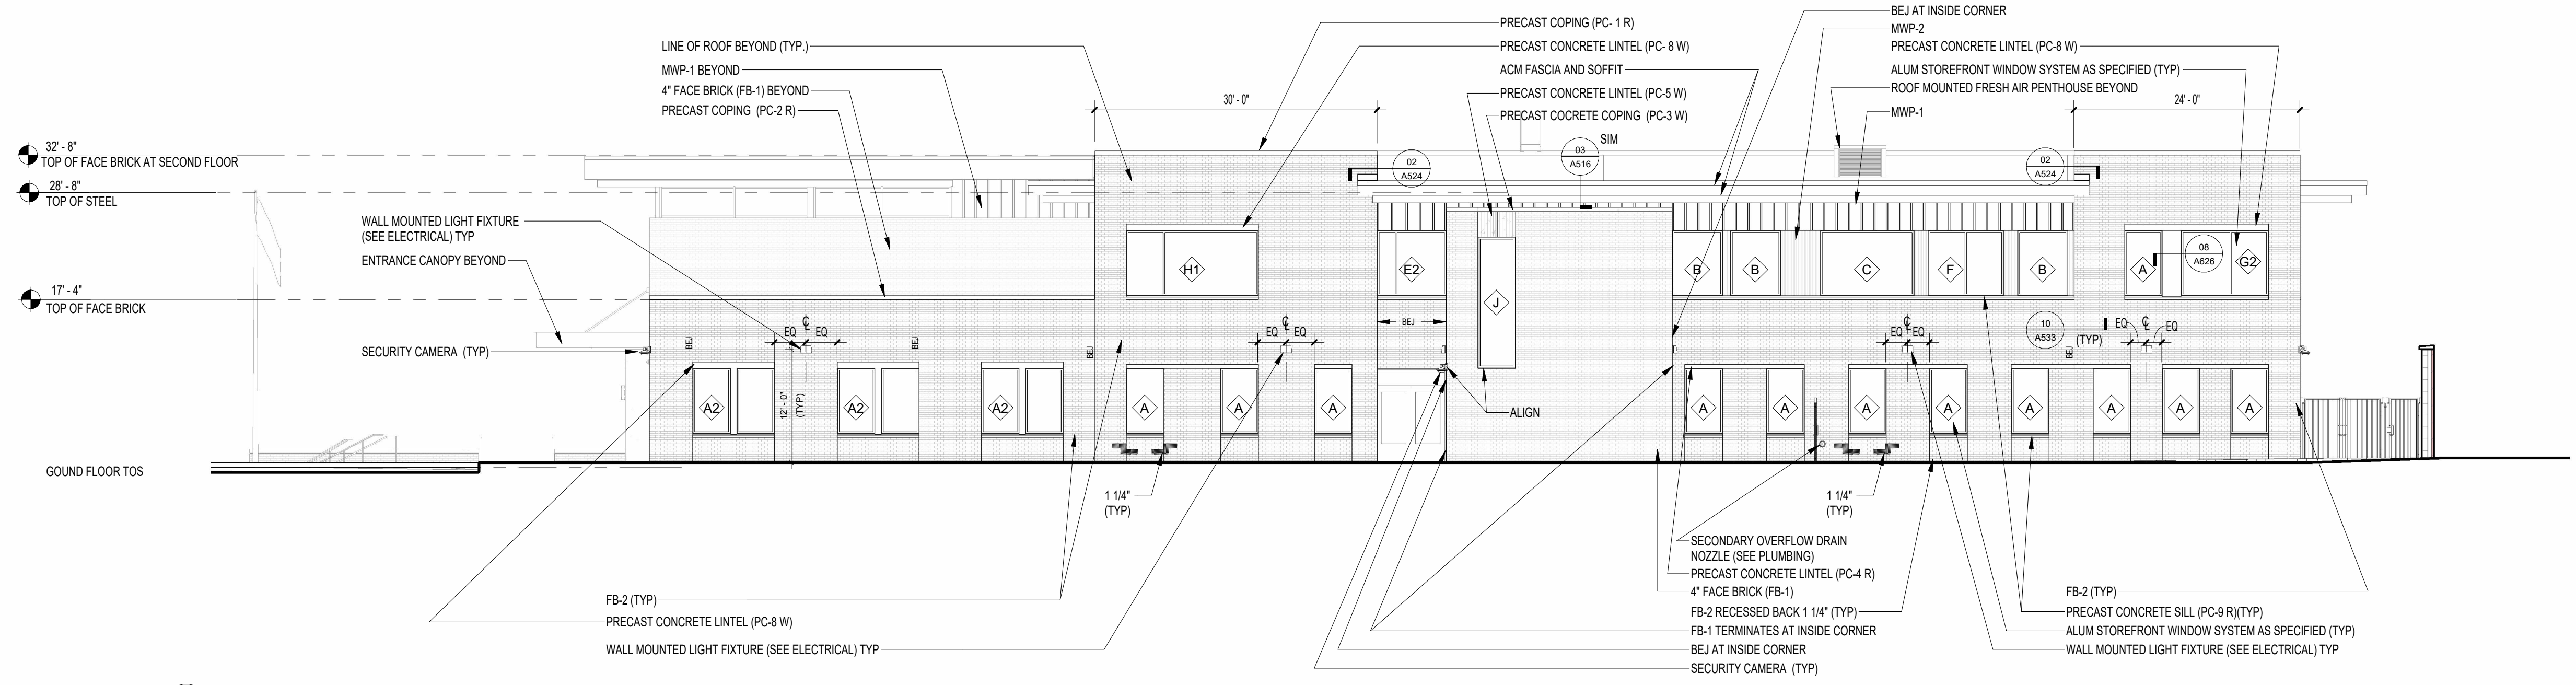 PRECAST COPING (PC- 1 R)
PRECAST CONCRETE LINTEL (PC- 8 W)
ACM FASCIA AND SOFFIT
PRECAST CONCRETE LINTEL (PC-5 W)
PRECAST COCRETE COPING (PC-3 W)
BEJ AT INSIDE CORNER
MWP-2
PRECAST CONCRETE LINTEL (PC-8 W)
ALUM STOREFRONT WINDOW SYSTEM AS SPECIFIED (TYP)
ROOF MOUNTED FRESH AIR PENTHOUSE BEYOND
MWP-1
LINE OF ROOF BEYOND (TYP.)
MWP-1 BEYOND
4" FACE BRICK (FB-1) BEYOND
PRECAST COPING (PC-2 R)
30' - 0"
24' - 0"
32' - 8"
TOP OF FACE BRICK AT SECOND FLOOR
28' - 8"
TOP OF STEEL
17' - 4"
TOP OF FACE BRICK
GOUND FLOOR TOS
02
A524
03
A516
SIM
02
A524
WALL MOUNTED LIGHT FIXTURE
(SEE ELECTRICAL) TYP
ENTRANCE CANOPY BEYOND
SECURITY CAMERA (TYP)
H1
E2
J
B
B
C
F
B
A
08
A626
G2
BEJ
EQ
EQ
BEJ
BEJ
EQ
EQ
BEJ
EQ
EQ
10
A533
(TYP)
BEJ
EQ
EQ
A2
12' - 0"
(TYP)
A2
A2
A
A
A
ALIGN
A
A
A
A
A
A
A
A
1 1/4"
(TYP)
1 1/4"
(TYP)
FB-2 (TYP)
PRECAST CONCRETE LINTEL (PC-8 W)
WALL MOUNTED LIGHT FIXTURE (SEE ELECTRICAL) TYP
SECONDARY OVERFLOW DRAIN
NOZZLE (SEE PLUMBING)
PRECAST CONCRETE LINTEL (PC-4 R)
4" FACE BRICK (FB-1)
FB-2 RECESSED BACK 1 1/4" (TYP)
FB-1 TERMINATES AT INSIDE CORNER
BEJ AT INSIDE CORNER
SECURITY CAMERA (TYP)
FB-2 (TYP)
PRECAST CONCRETE SILL (PC-9 R)(TYP)
ALUM STOREFRONT WINDOW SYSTEM AS SPECIFIED (TYP)
WALL MOUNTED LIGHT FIXTURE (SEE ELECTRICAL) TYP